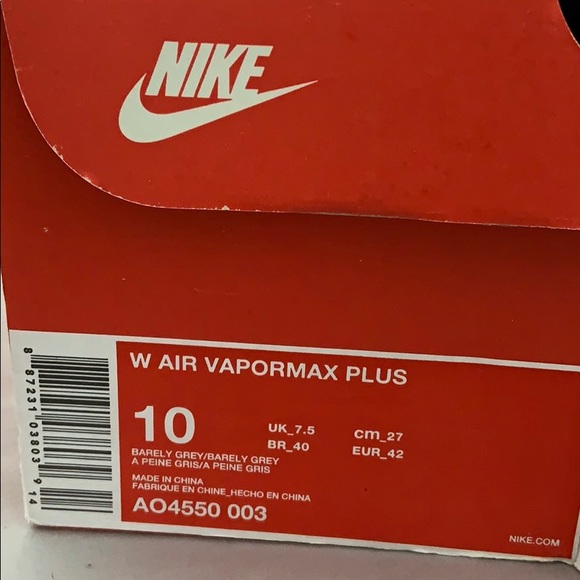 NIKE
W AIR VAPORMAX PLUS
10 UK_7.5 cm_27
BR_40 EUR_42
BARELY GREY/BARELY GREY
A PEINE GRIS/A PEINE GRIS
MADE IN CHINA
FABRIQUE EN CHINE_HECHO EN CHINA
AO4550 003
NIKE.COM
8 87231 03803 9 14